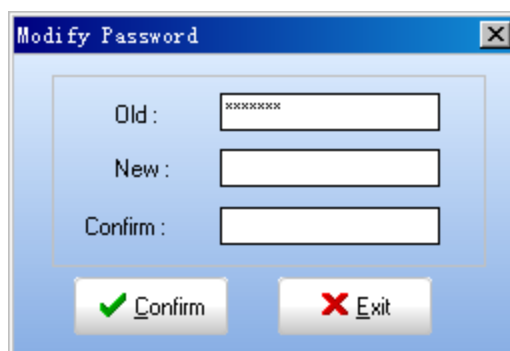 Modify Password
Old :
*******
New :
Confirm :
Confirm
Exit